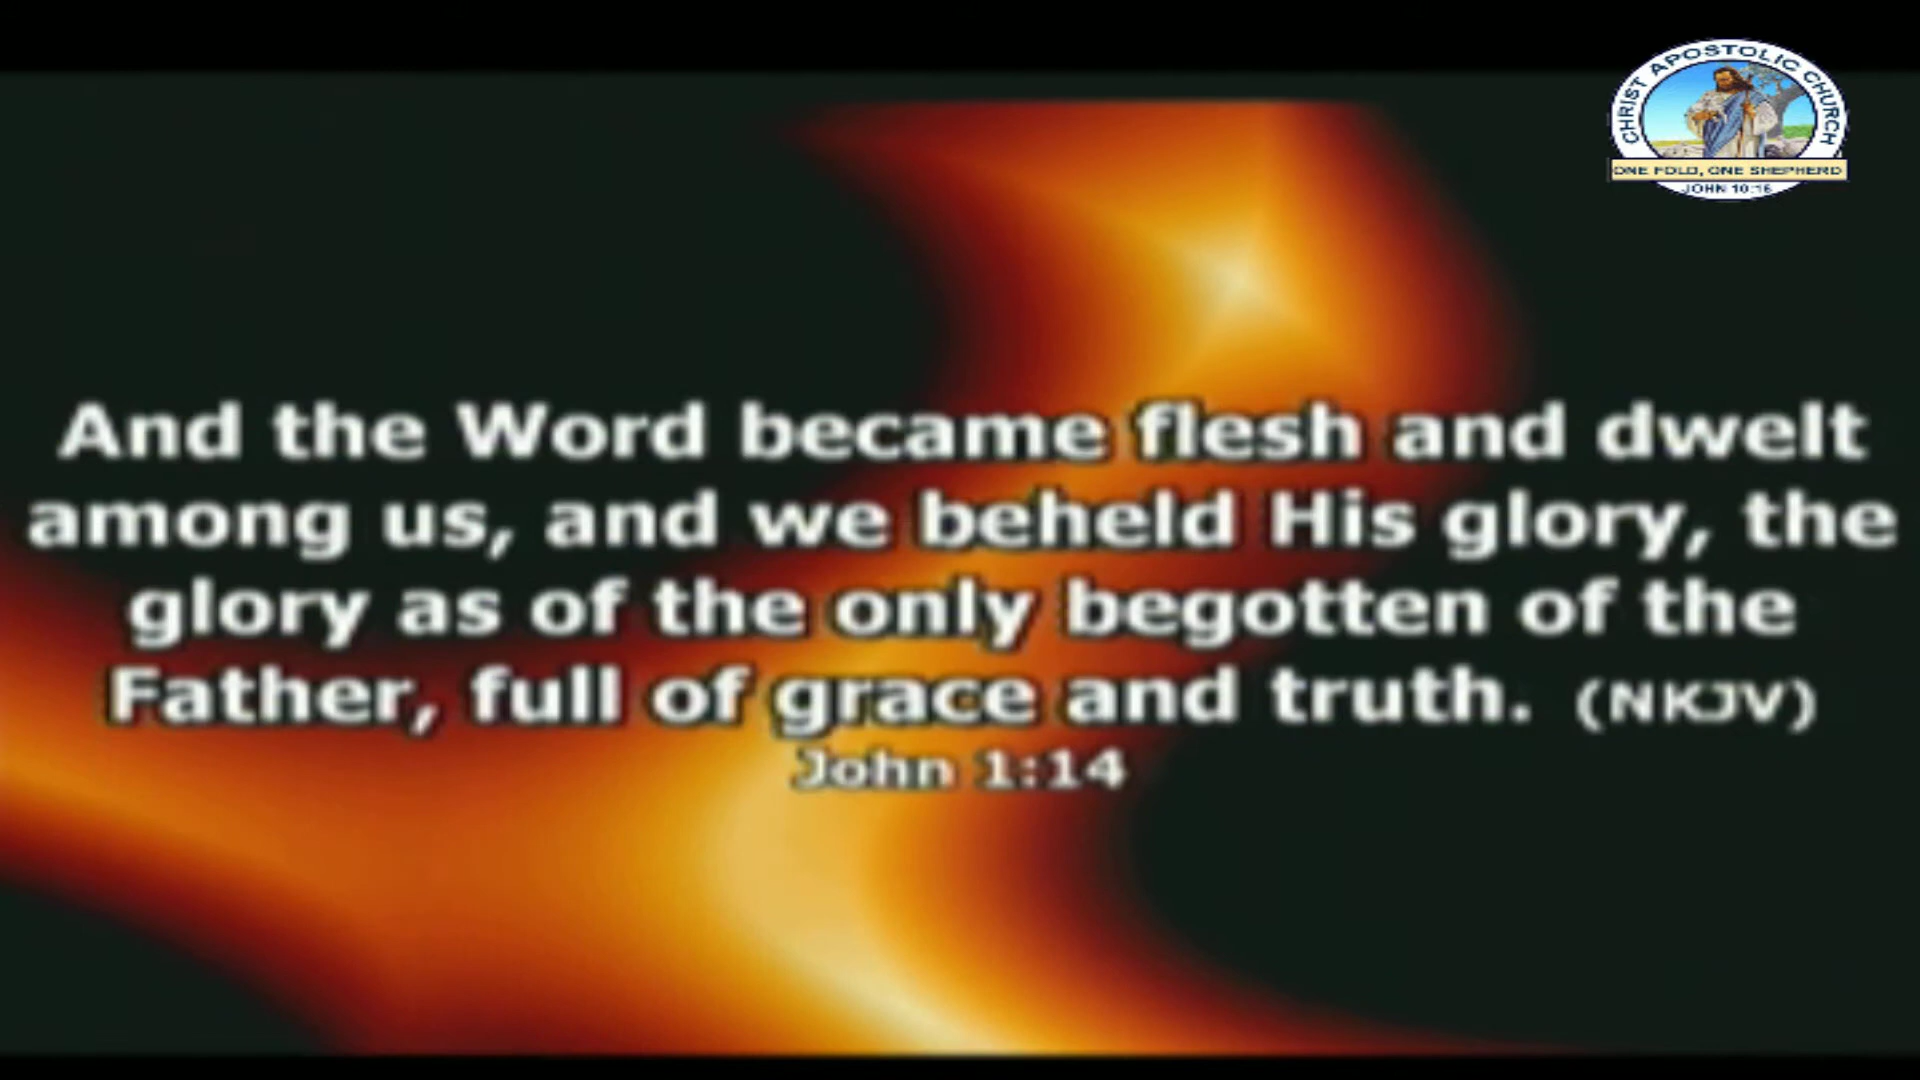 CHRIST APOSTOLIC CHURCH
ONE FOLD, ONE SHEPHERD
JOHN 10:16
And the Word became flesh and dwelt
among us, and we beheld His glory, the
glory as of the only begotten of the
Father, full of grace and truth. (NKJV)
John 1:14